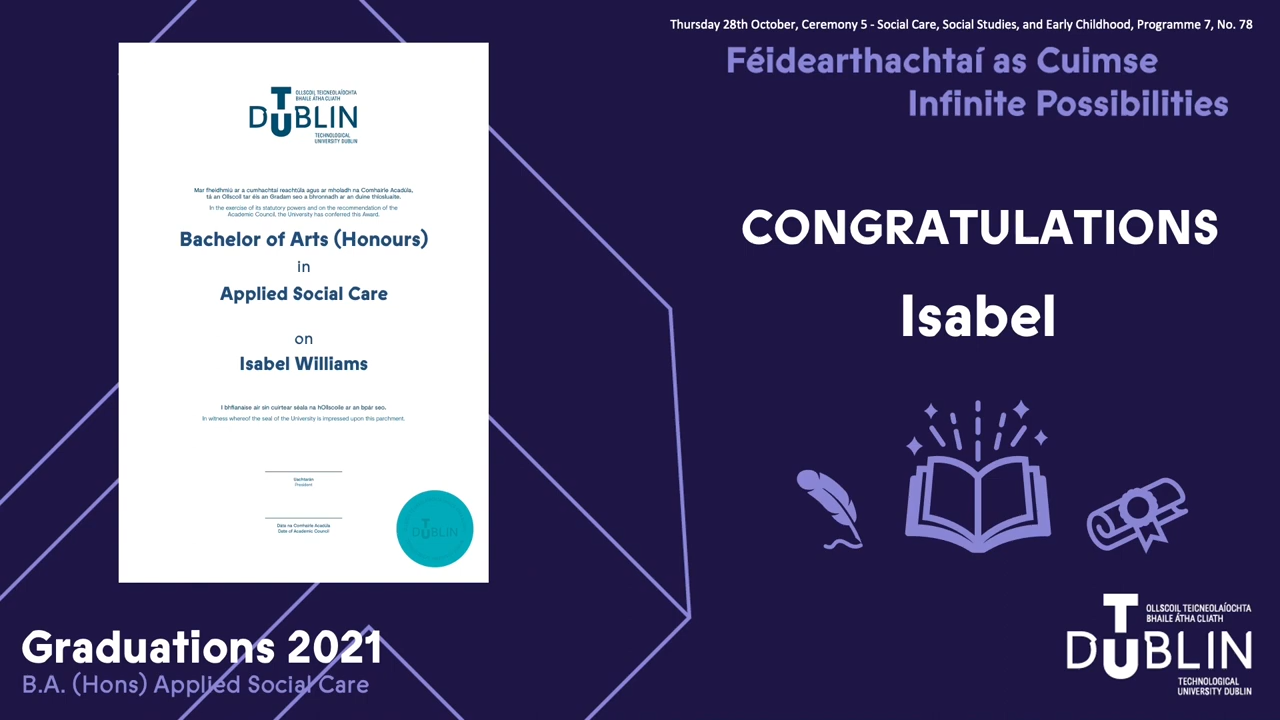 Thursday 28th October, Ceremony 5 - Social Care, Social Studies, and Early Childhood, Programme 7, No. 78
Féidearthachtaí as Cuimse
Infinite Possibilities
OLLSCOIL TEICNEOLAÍOCHTA
BHAILE ÁTHA CLIATH
TU DUBLIN
TECHNOLOGICAL
UNIVERSITY DUBLIN
Mar fheidhmiú ar a cumhachtaí reachtúla agus ar mholadh na Comhairle Acadúla,
tá an Ollscoil tar éis an Gradam seo a bhronnadh ar an duine thíosluaite.
In the exercise of its statutory powers and on the recommendation of the
Academic Council, the University has conferred this Award.
Bachelor of Arts (Honours)
in
Applied Social Care
on
Isabel Williams
I bhfianaise air sin cuirtear séala na hOllscoile ar an bpár seo.
In witness whereof the seal of the University is impressed upon this parchment.
Uachtarán
President
Dáta na Comhairle Acadúla
Date of Academic Council
TU DUBLIN
CONGRATULATIONS
Isabel
Graduations 2021
B.A. (Hons) Applied Social Care
OLLSCOIL TEICNEOLAÍOCHTA
BHAILE ÁTHA CLIATH
TU DUBLIN
TECHNOLOGICAL
UNIVERSITY DUBLIN